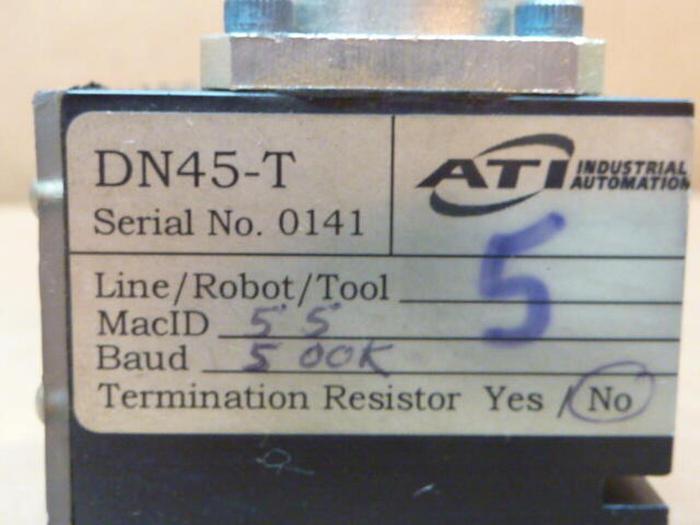 DN45-T
Serial No. 0141
ATI INDUSTRIAL AUTOMATION
5
Line/Robot/Tool
MacID 55
Baud 500K
Termination Resistor Yes / No